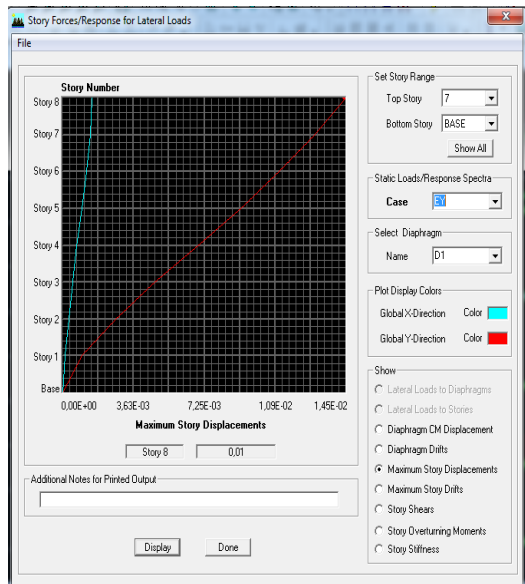 Story Forces/Response for Lateral Loads
File
Story Number
Story 8
Story 7
Story 6
Story 5
Story 4
Story 3
Story 2
Story 1
Base
0,00E+00 3,63E-03 7,25E-03 1,09E-02 1,45E-02
Maximum Story Displacements
Story 8 0,01
Additional Notes for Printed Output
Display Done
Set Story Range
Top Story 7
Bottom Story BASE
Show All
Static Loads/Response Spectra
Case EY
Select Diaphragm
Name D1
Plot Display Colors
Global X-Direction Color
Global Y-Direction Color
Show
Lateral Loads to Diaphragms
Lateral Loads to Stories
Diaphragm CM Displacement
Diaphragm Drifts
Maximum Story Displacements
Maximum Story Drifts
Story Shears
Story Overturning Moments
Story Stiffness